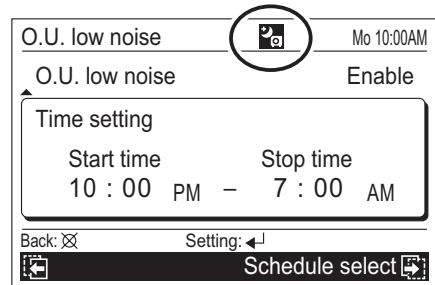 O.U. low noise Mo 10:00AM
O.U. low noise Enable
Time setting
Start time Stop time
10 : 00 PM – 7 : 00 AM
Back: Setting:
Schedule select